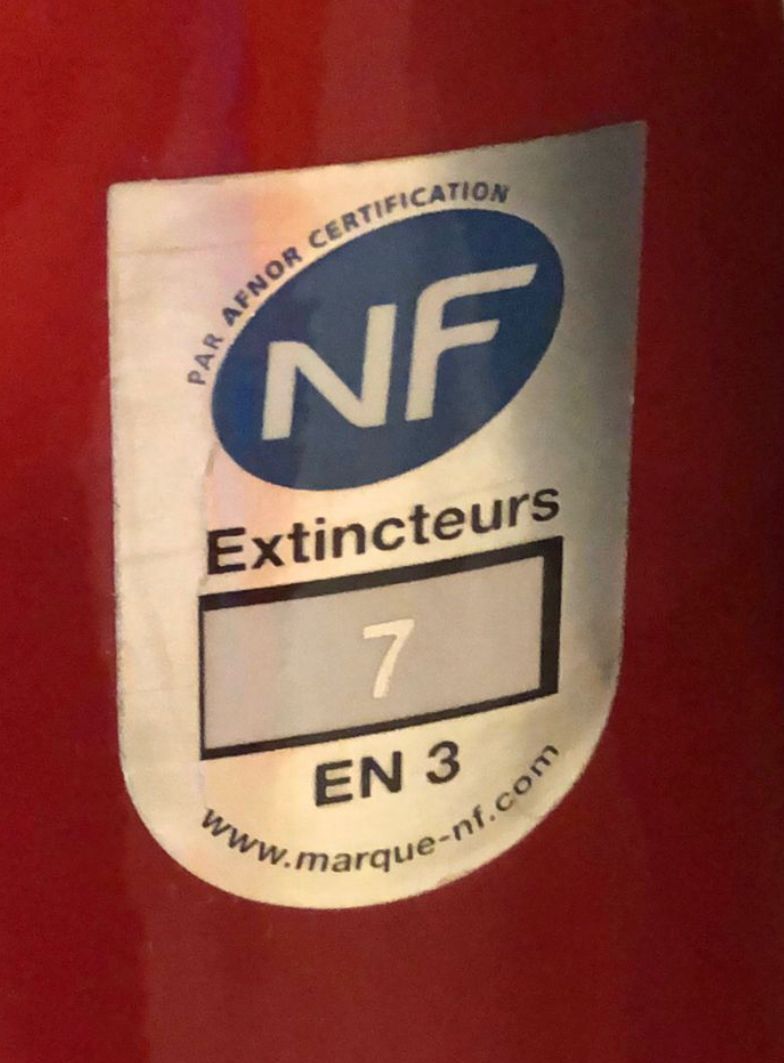 PAR AFNOR CERTIFICATION
NF
Extincteurs
7
EN 3
www.marque-nf.com